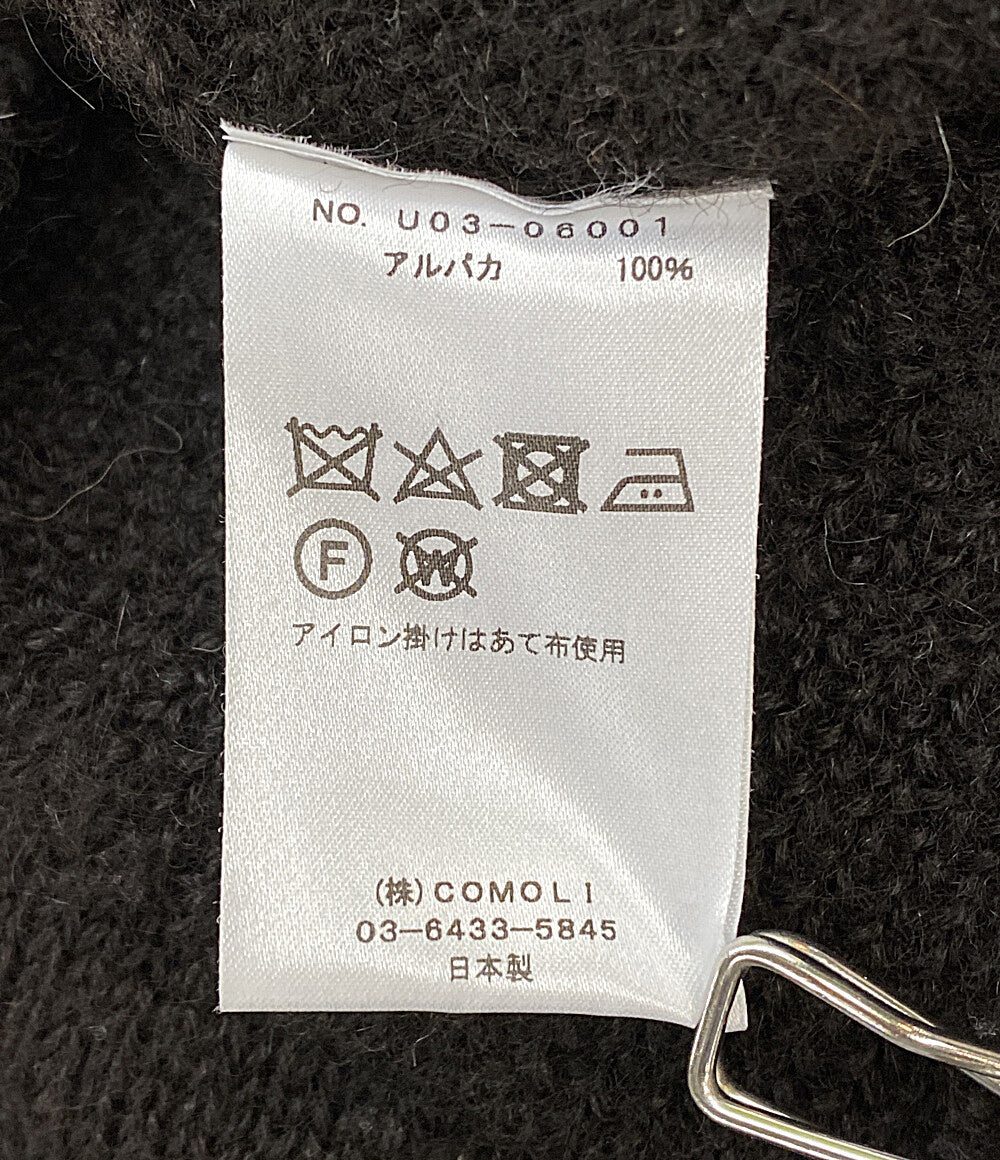 NO. U03-06001
アルパカ 100%
F W
アイロン掛けはあて布使用
(株)COMOLI
03-6433-5845
日本製